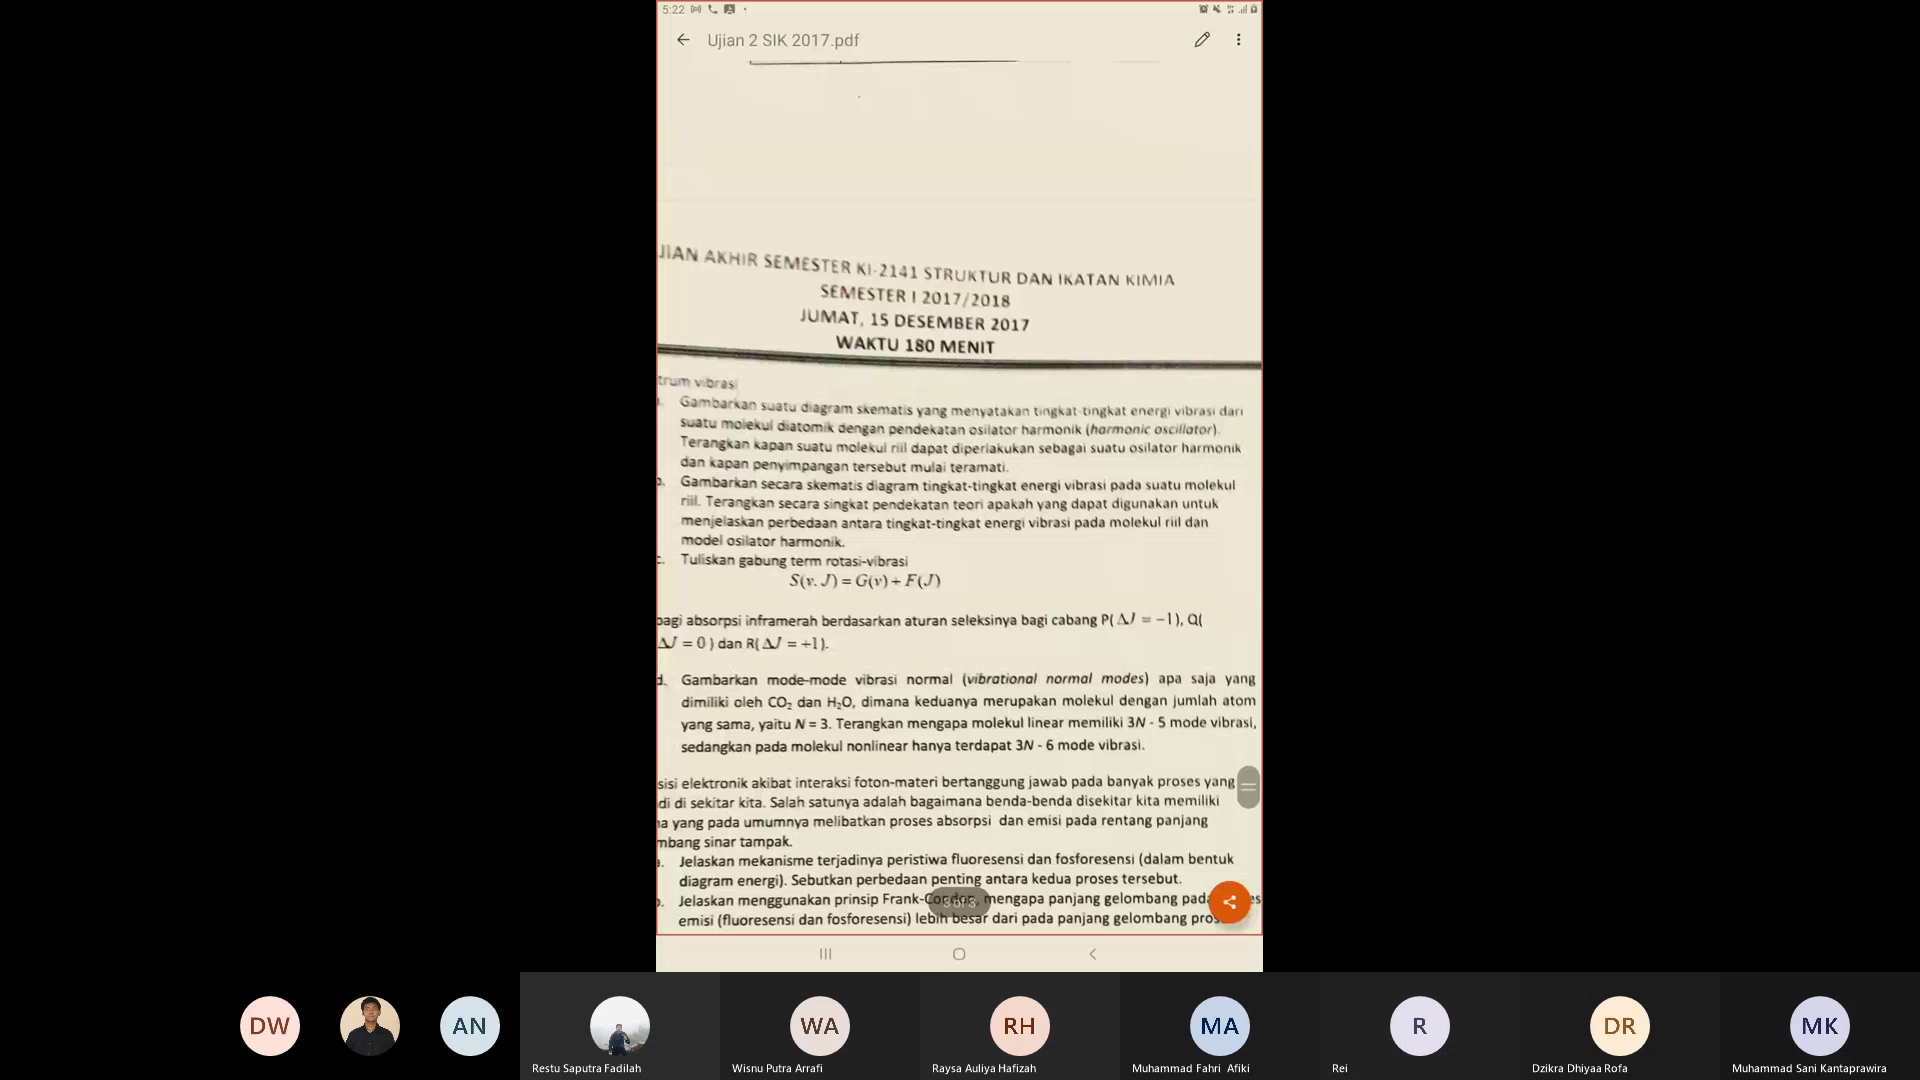 5:22
Ujian 2 SIK 2017.pdf
JIAN AKHIR SEMESTER KI-2141 STRUKTUR DAN IKATAN KIMIA
SEMESTER I 2017/2018
JUMAT, 15 DESEMBER 2017
WAKTU 180 MENIT
trum vibrasi
Gambarkan suatu diagram skematis yang menyatakan tingkat-tingkat energi vibrasi dari
suatu molekul diatomik dengan pendekatan osilator harmonik (harmonic oscillator).
Terangkan kapan suatu molekul riil dapat diperlakukan sebagai suatu osilator harmonik
dan kapan penyimpangan tersebut mulai teramati.
Gambarkan secara skematis diagram tingkat-tingkat energi vibrasi pada suatu molekul
riil. Terangkan secara singkat pendekatan teori apakah yang dapat digunakan untuk
menjelaskan perbedaan antara tingkat-tingkat energi vibrasi pada molekul riil dan
model osilator harmonik.
c. Tuliskan gabung term rotasi-vibrasi
S(v. J) = G(v) + F(J)
bagi absorpsi inframerah berdasarkan aturan seleksinya bagi cabang P( ΔJ = −1), Q(
ΔJ = 0 ) dan R( ΔJ = +1).
d. Gambarkan mode-mode vibrasi normal (vibrational normal modes) apa saja yang
dimiliki oleh CO₂ dan H₂O, dimana keduanya merupakan molekul dengan jumlah atom
yang sama, yaitu N = 3. Terangkan mengapa molekul linear memiliki 3N - 5 mode vibrasi,
sedangkan pada molekul nonlinear hanya terdapat 3N - 6 mode vibrasi.
sisi elektronik akibat interaksi foton-materi bertanggung jawab pada banyak proses yang
di di sekitar kita. Salah satunya adalah bagaimana benda-benda disekitar kita memiliki
na yang pada umumnya melibatkan proses absorpsi dan emisi pada rentang panjang
mbang sinar tampak.
Jelaskan mekanisme terjadinya peristiwa fluoresensi dan fosforesensi (dalam bentuk
diagram energi). Sebutkan perbedaan penting antara kedua proses tersebut.
Jelaskan menggunakan prinsip Frank-Condon, mengapa panjang gelombang pada
emisi (fluoresensi dan fosforesensi) lebih besar dari pada panjang gelombang pros
3 of 3
DW
AN
WA
RH
MA
R
DR
MK
Restu Saputra Fadilah
Wisnu Putra Arrafi
Raysa Auliya Hafizah
Muhammad Fahri Afiki
Rei
Dzikra Dhiyaa Rofa
Muhammad Sani Kantaprawira